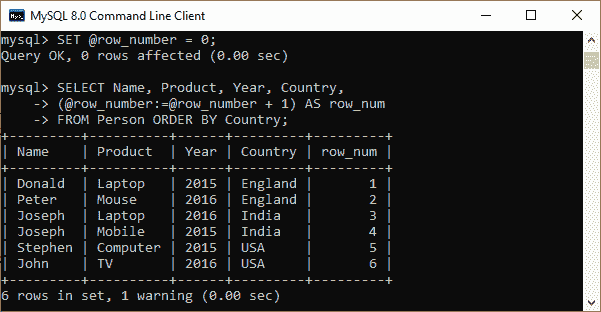 MySQL 8.0 Command Line Client
mysql> SET @row_number = 0;
Query OK, 0 rows affected (0.00 sec)
mysql> SELECT Name, Product, Year, Country,
    -> (@row_number:=@row_number + 1) AS row_num
    -> FROM Person ORDER BY Country;
+---------+----------+------+---------+---------+
| Name    | Product  | Year | Country | row_num |
+---------+----------+------+---------+---------+
| Donald  | Laptop   | 2015 | England |       1 |
| Peter   | Mouse    | 2016 | England |       2 |
| Joseph  | Laptop   | 2016 | India   |       3 |
| Joseph  | Mobile   | 2015 | India   |       4 |
| Stephen | Computer | 2015 | USA     |       5 |
| John    | TV       | 2016 | USA     |       6 |
+---------+----------+------+---------+---------+
6 rows in set, 1 warning (0.00 sec)